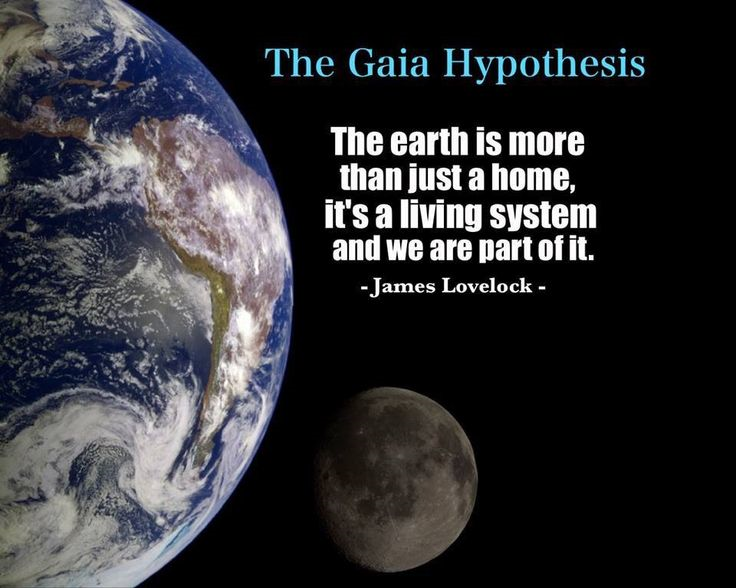 The Gaia Hypothesis
The earth is more
than just a home,
it's a living system
and we are part of it.
- James Lovelock -